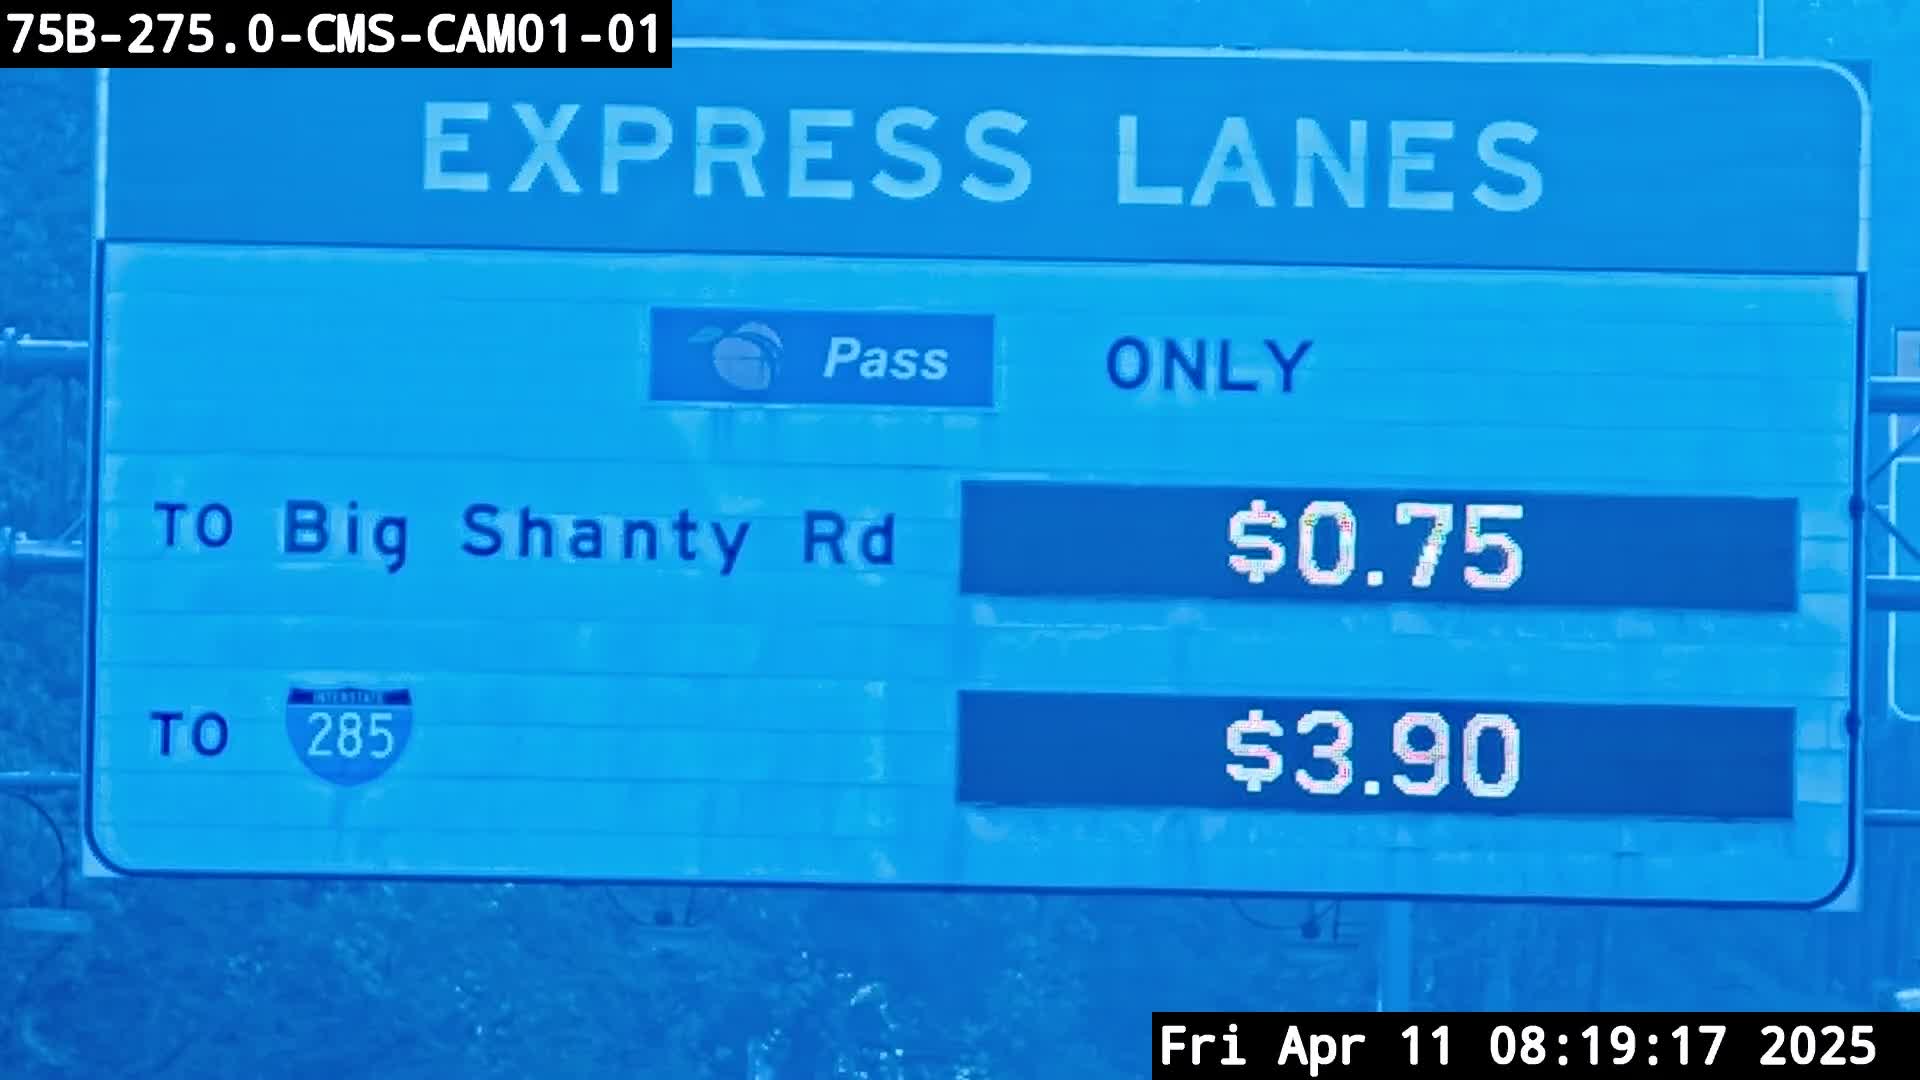 75B-275.0-CMS-CAM01-01
EXPRESS LANES
Pass ONLY
TO Big Shanty Rd $0.75
TO INTERSTATE 285 $3.90
Fri Apr 11 08:19:17 2025